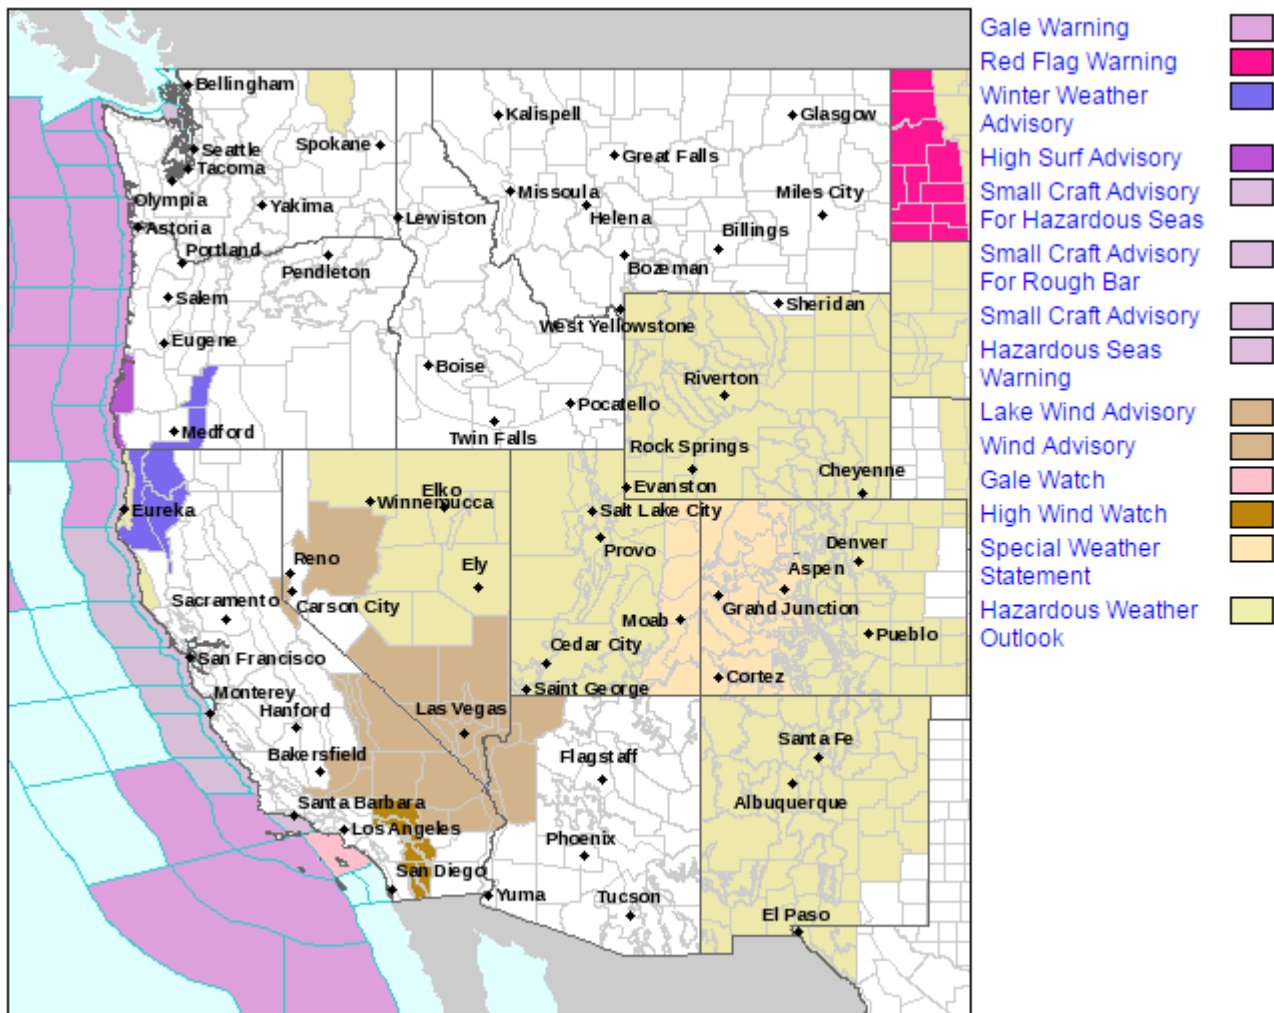 Bellingham
Kalispell
Glasgow
Spokane
Seattle
Great Falls
Tacoma
Missoula
Miles City
Olympia
Yakima
Helena
Lewiston
Astoria
Billings
Portland
Pendleton
Bozeman
Salem
Sheridan
West Yellowstone
Eugene
Boise
Riverton
Pocatello
Medford
Twin Falls
Rock Springs
Cheyenne
Elko
Evanston
Winnemucca
Eureka
Salt Lake City
Provo
Denver
Reno
Ely
Aspen
Sacramento
Carson City
Grand Junction
Moab
Pueblo
Cedar City
San Francisco
Cortez
Saint George
Monterey
Hanford
Las Vegas
Santa Fe
Bakersfield
Flagstaff
Albuquerque
Santa Barbara
Los Angeles
Phoenix
San Diego
Yuma
Tucson
El Paso
Gale Warning
Red Flag Warning
Winter Weather
Advisory
High Surf Advisory
Small Craft Advisory
For Hazardous Seas
Small Craft Advisory
For Rough Bar
Small Craft Advisory
Hazardous Seas
Warning
Lake Wind Advisory
Wind Advisory
Gale Watch
High Wind Watch
Special Weather
Statement
Hazardous Weather
Outlook